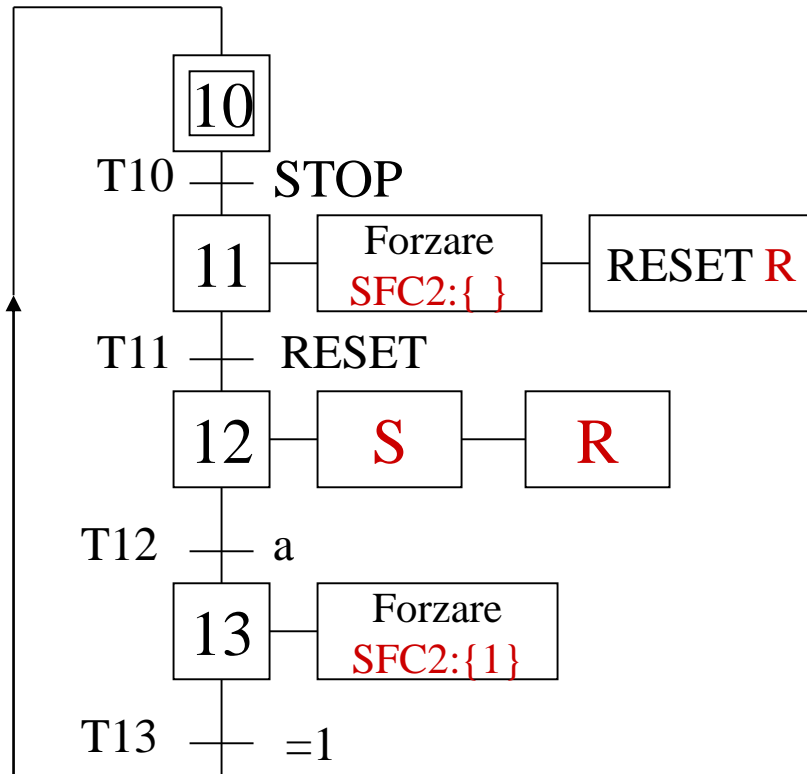 10
T10 STOP
11
Forzare
SFC2:{ }
RESET R
T11 RESET
12
S
R
T12 a
13
Forzare
SFC2:{1}
T13 =1